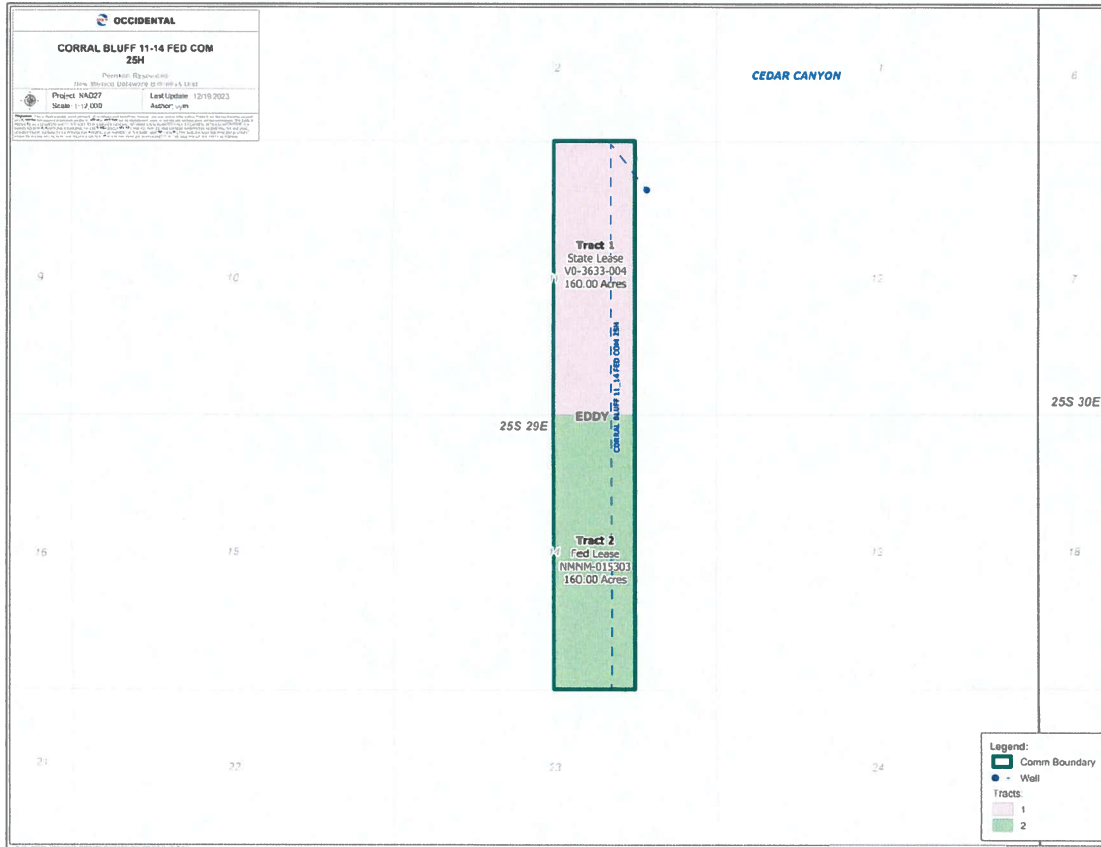 OCCIDENTAL
CORRAL BLUFF 11-14 FED COM
25H
Project: NAD27
Last Update: 12/19/2023
Scale: 1:17,000
Author:
2
CEDAR CANYON
1
6
Tract 1
State Lease
V0-3633-004
160.00 Acres
9
10
12
7
CORRAL BLUFF 11_14 FED COM 25H
EDDY
25S 29E
25S 30E
Tract 2
Fed Lease
NMNM-015303
160.00 Acres
16
15
14
13
18
21
22
23
24
Legend:
Comm Boundary
Well
Tracts:
1
2